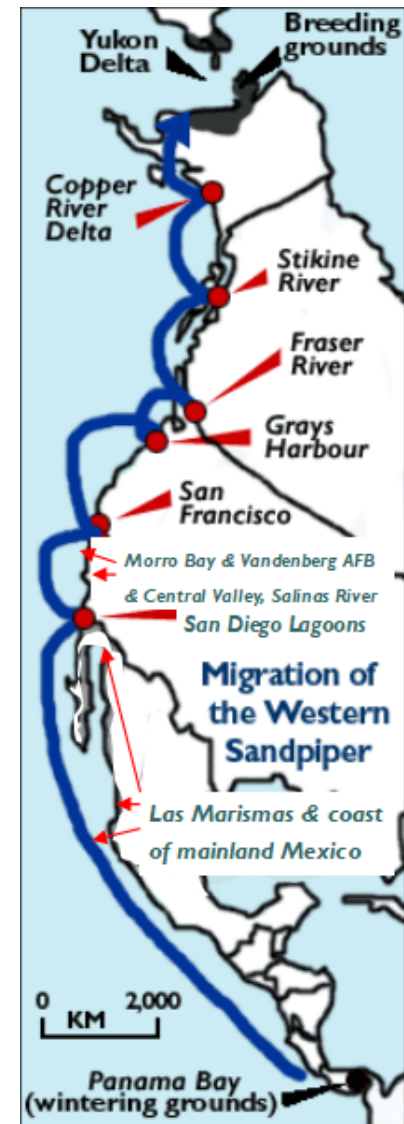 Breeding
grounds
Yukon
Delta
Copper
River
Delta
Stikine
River
Fraser
River
Grays
Harbour
San
Francisco
Morro Bay & Vandenberg AFB
& Central Valley, Salinas River
San Diego Lagoons
Migration of
the Western
Sandpiper
Las Marismas & coast
of mainland Mexico
0 2,000
KM
Panama Bay
(wintering grounds)